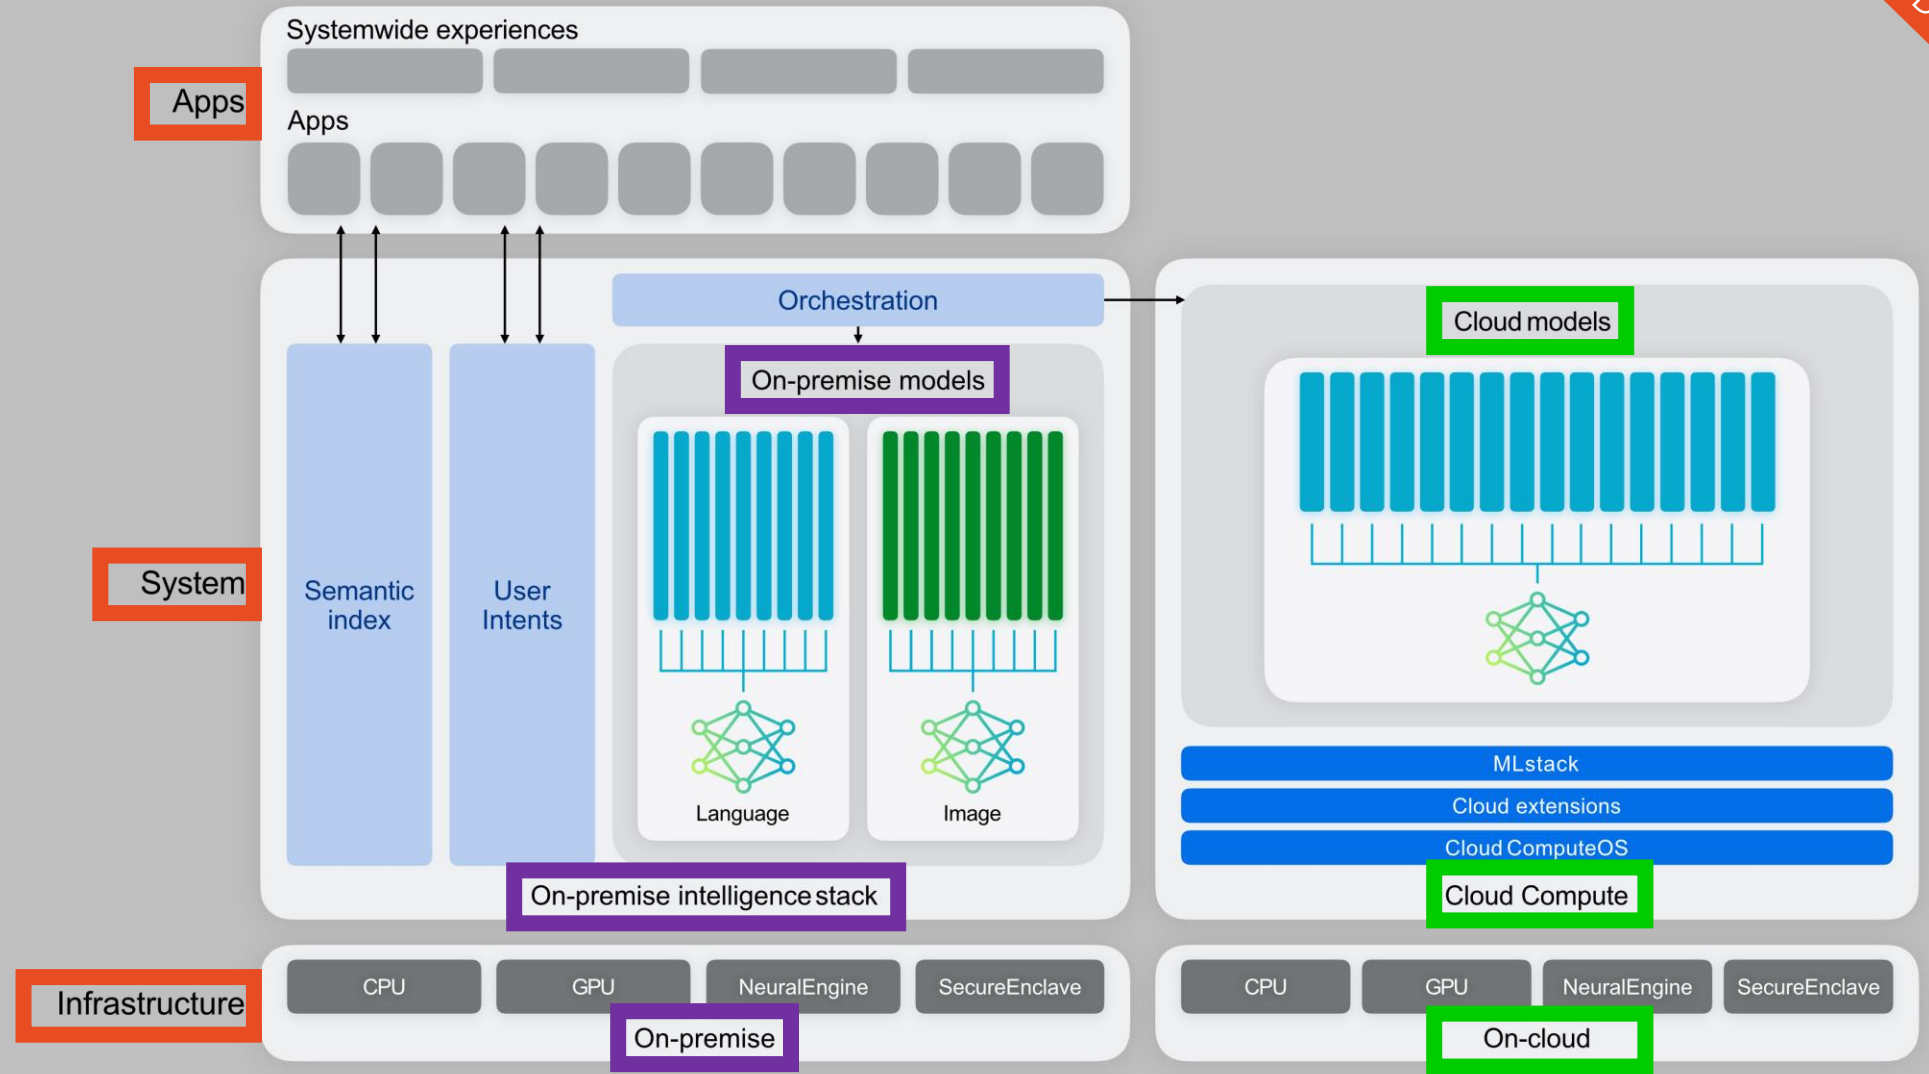 Systemwide experiences
Apps
Apps
Orchestration
Cloud models
On-premise models
System
Semantic
index
User
Intents
Language
Image
MLstack
Cloud extensions
Cloud ComputeOS
On-premise intelligence stack
Cloud Compute
Infrastructure
CPU
GPU
NeuralEngine
SecureEnclave
CPU
GPU
NeuralEngine
SecureEnclave
On-premise
On-cloud